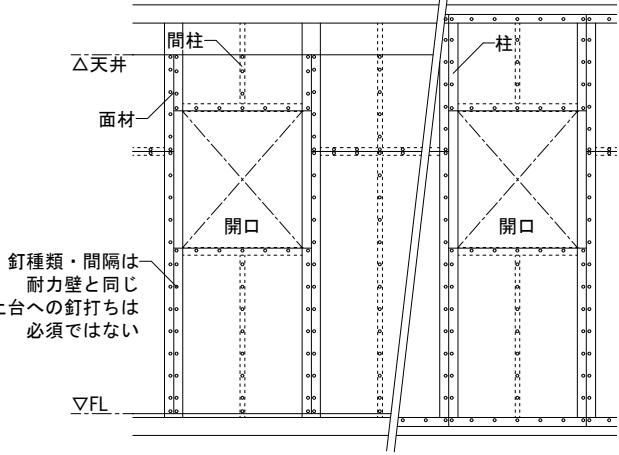 間柱
柱
△天井
面材
開口
開口
釘種類・間隔は
耐力壁と同じ
土台への釘打ちは
必須ではない
▽FL